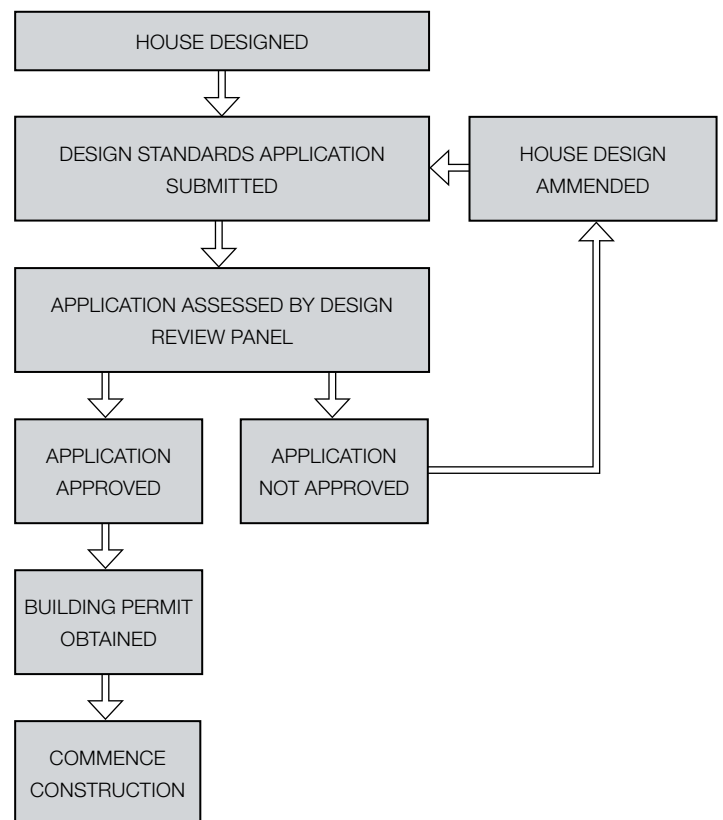 HOUSE DESIGNED
DESIGN STANDARDS APPLICATION
SUBMITTED
HOUSE DESIGN
AMMENDED
APPLICATION ASSESSED BY DESIGN
REVIEW PANEL
APPLICATION
APPROVED
APPLICATION
NOT APPROVED
BUILDING PERMIT
OBTAINED
COMMENCE
CONSTRUCTION